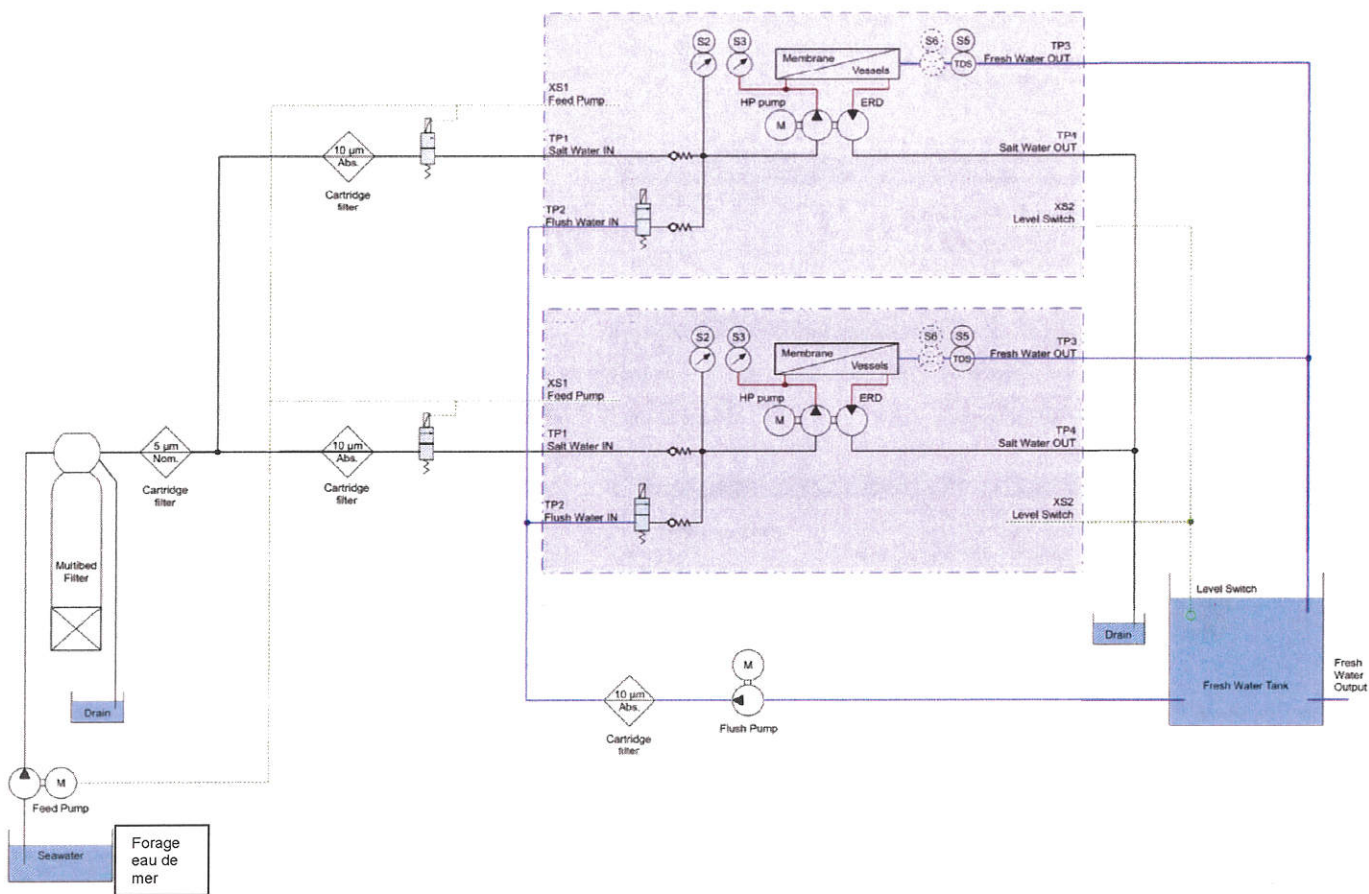 S2
S3
Membrane
Vessels
S6
S5
TDS
TP3
Fresh Water OUT
XS1
Feed Pump
HP pump
ERD
M
10 µm
Abs.
Cartridge
filter
TP1
Salt Water IN
TP4
Salt Water OUT
TP2
Flush Water IN
XS2
Level Switch
S2
S3
Membrane
Vessels
S6
S5
TDS
TP3
Fresh Water OUT
XS1
Feed Pump
HP pump
ERD
M
5 µm
Nom.
Cartridge
filter
10 µm
Abs.
Cartridge
filter
TP1
Salt Water IN
TP4
Salt Water OUT
TP2
Flush Water IN
XS2
Level Switch
Multibed
Filter
Drain
Level Switch
Drain
Fresh Water Tank
Fresh
Water
Output
M
10 µm
Abs.
Cartridge
filter
Flush Pump
M
Feed Pump
Seawater
Forage
eau de
mer